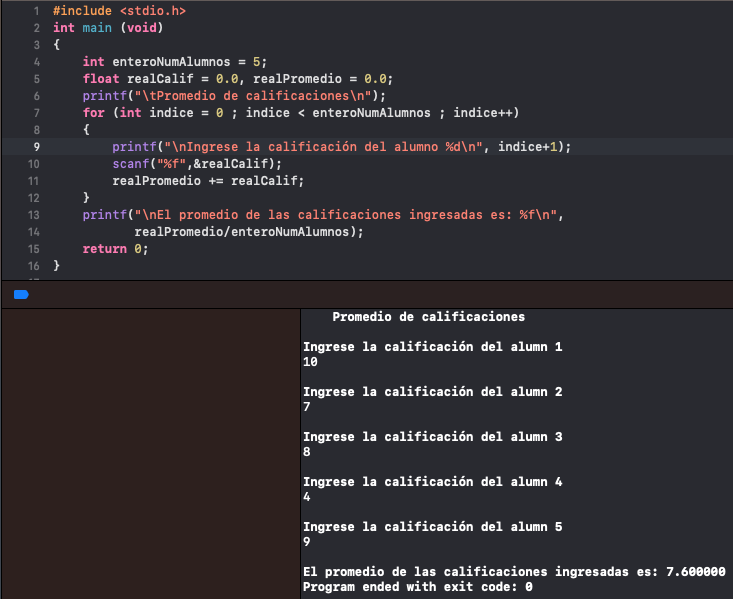 1 #include <stdio.h>
2 int main (void)
3 {
4 int enteroNumAlumnos = 5;
5 float realCalif = 0.0, realPromedio = 0.0;
6 printf("\tPromedio de calificaciones\n");
7 for (int indice = 0 ; indice < enteroNumAlumnos ; indice++)
8 {
9 printf("\nIngrese la calificación del alumno %d\n", indice+1);
10 scanf("%f",&realCalif);
11 realPromedio += realCalif;
12 }
13 printf("\nEl promedio de las calificaciones ingresadas es: %f\n",
14 realPromedio/enteroNumAlumnos);
15 return 0;
16 }
Promedio de calificaciones
Ingrese la calificación del alumn 1
10
Ingrese la calificación del alumn 2
7
Ingrese la calificación del alumn 3
8
Ingrese la calificación del alumn 4
4
Ingrese la calificación del alumn 5
9
El promedio de las calificaciones ingresadas es: 7.600000
Program ended with exit code: 0